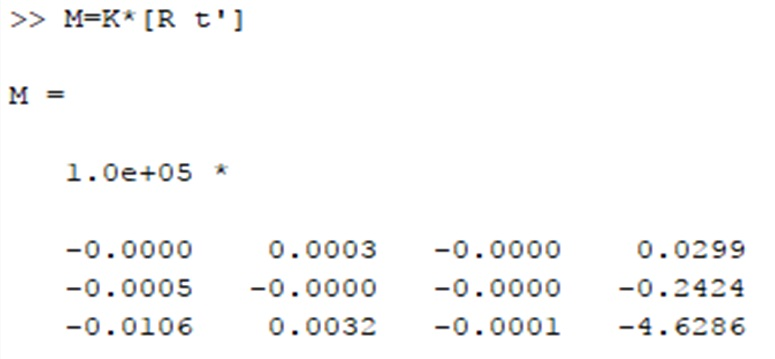 >> M=K*[R t']
M =
1.0e+05 *
-0.0000 0.0003 -0.0000 0.0299
-0.0005 -0.0000 -0.0000 -0.2424
-0.0106 0.0032 -0.0001 -4.6286